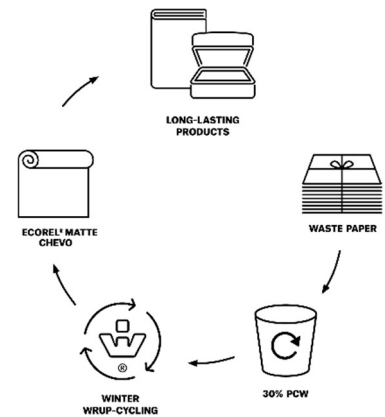 LONG-LASTING
PRODUCTS
ECOREL® MATTE
CHEVO
WASTE PAPER
W
®
WINTER
WRUP-CYCLING
30% PCW